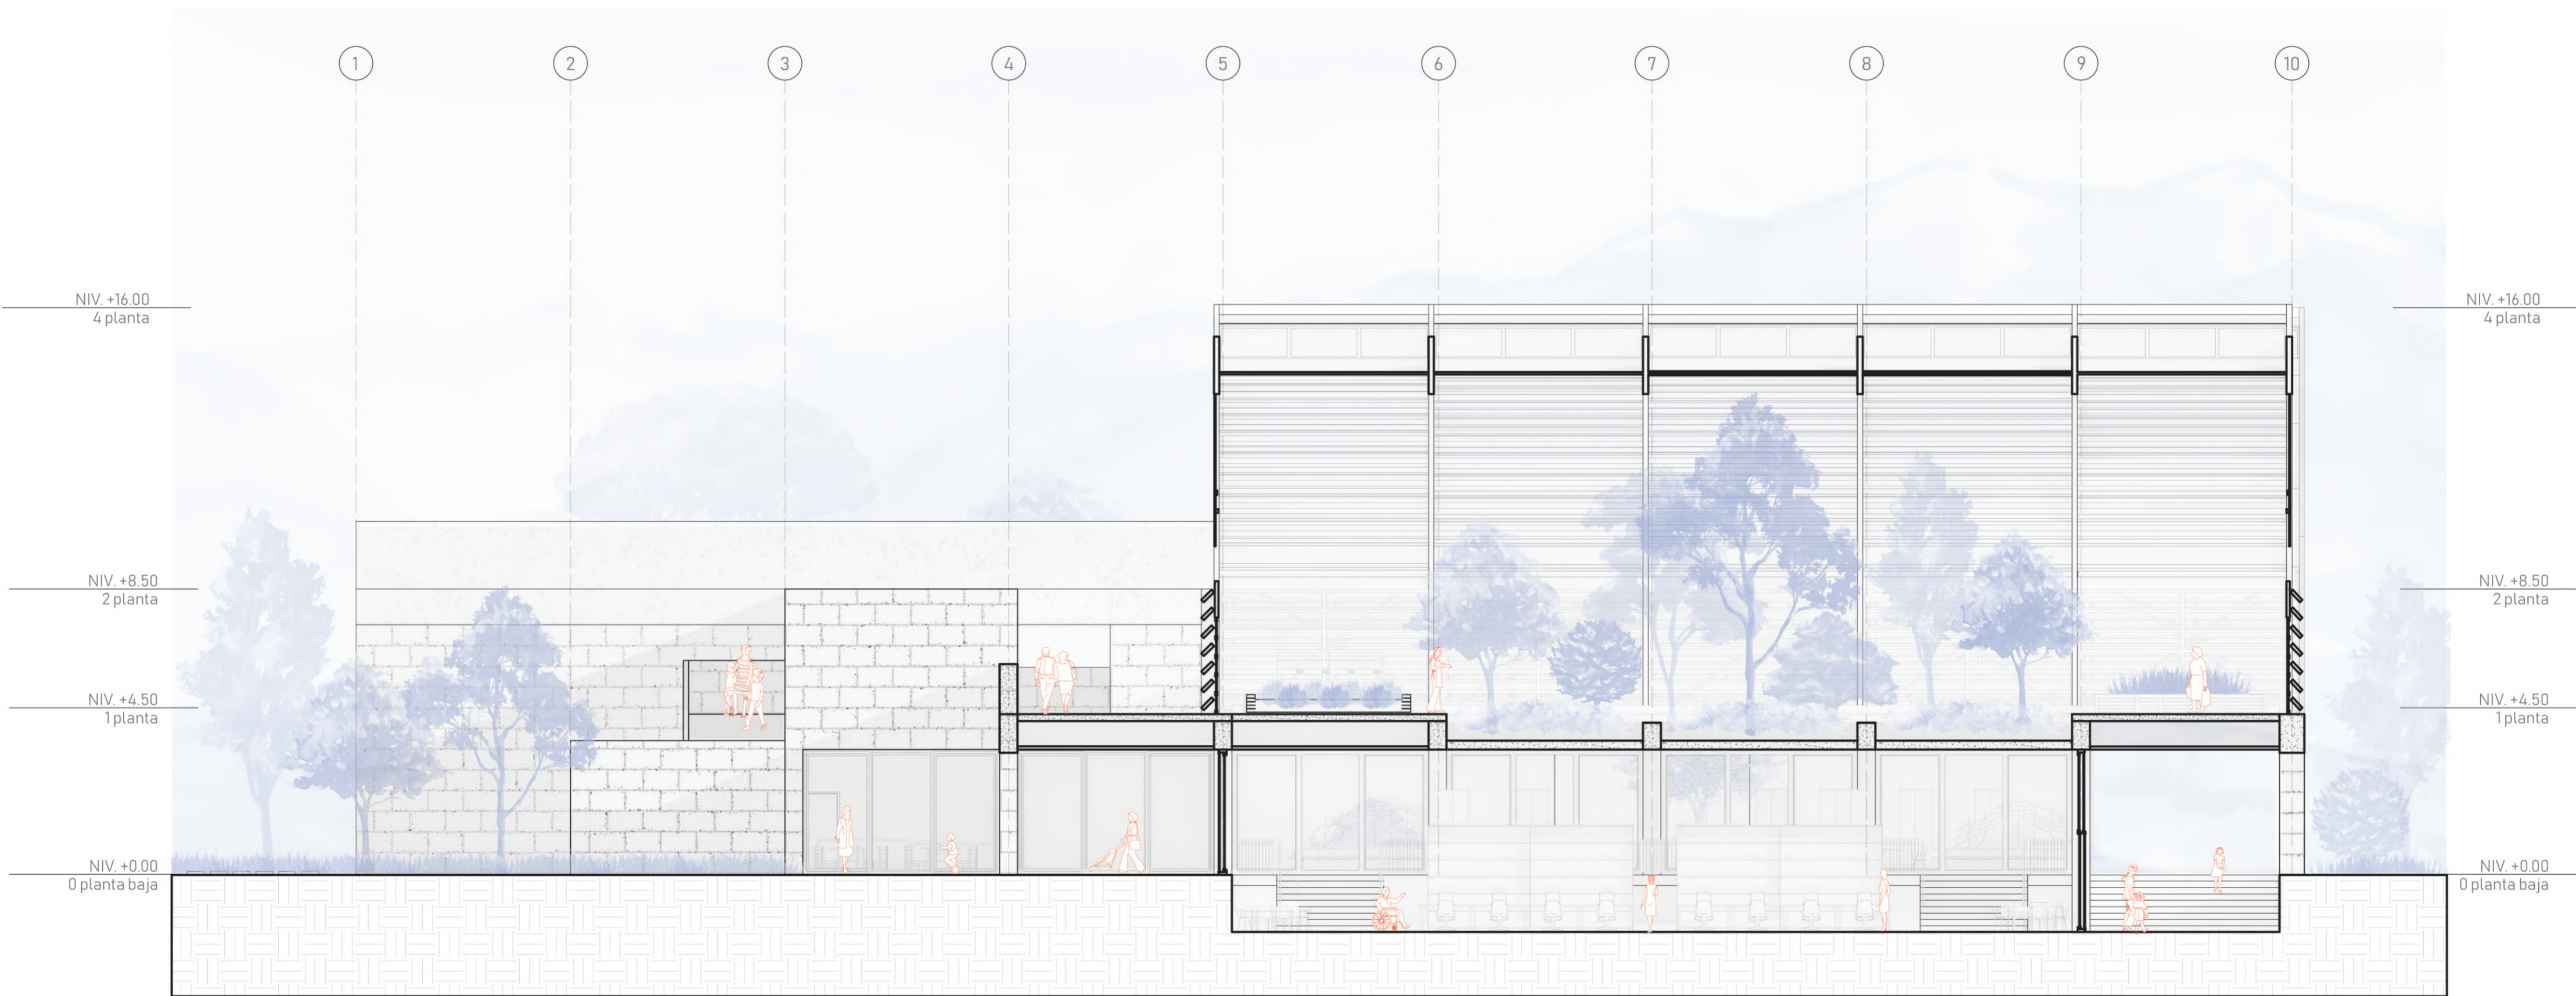 1 2 3 4 5 6 7 8 9 10
NIV. +16.00
4 planta
NIV. +16.00
4 planta
NIV. +8.50
2 planta
NIV. +8.50
2 planta
NIV. +4.50
1 planta
NIV. +4.50
1 planta
NIV. +0.00
0 planta baja
NIV. +0.00
0 planta baja